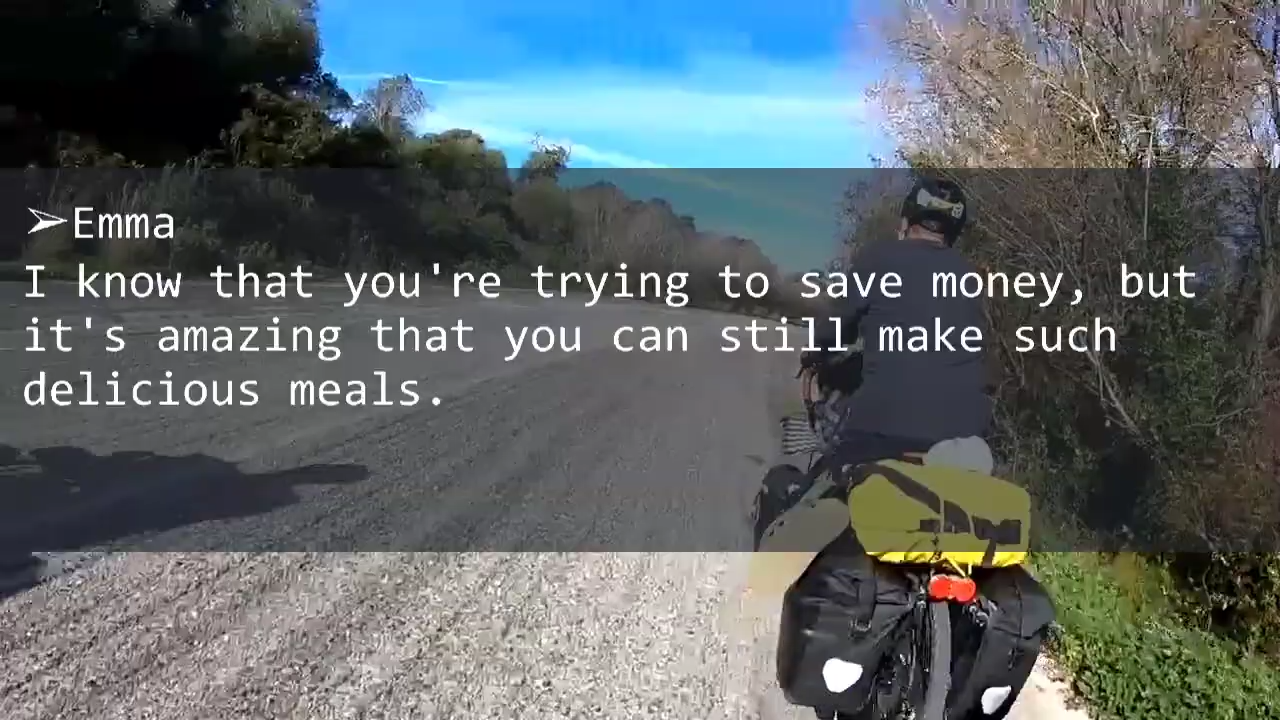 ➢Emma
I know that you're trying to save money, but
it's amazing that you can still make such
delicious meals.